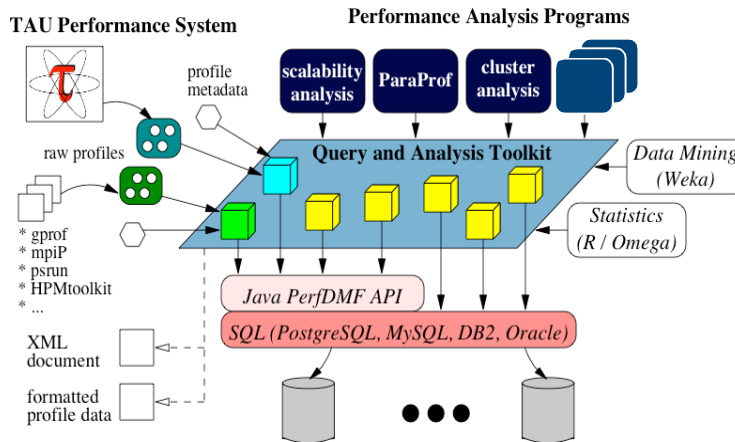 TAU Performance System
Performance Analysis Programs
τ
profile
metadata
scalability
analysis
ParaProf
cluster
analysis
raw profiles
Query and Analysis Toolkit
Data Mining
(Weka)
Statistics
(R / Omega)
* gprof
* mpiP
* psrun
* HPMtoolkit
* ...
Java PerfDMF API
SQL (PostgreSQL, MySQL, DB2, Oracle)
XML
document
formatted
profile data